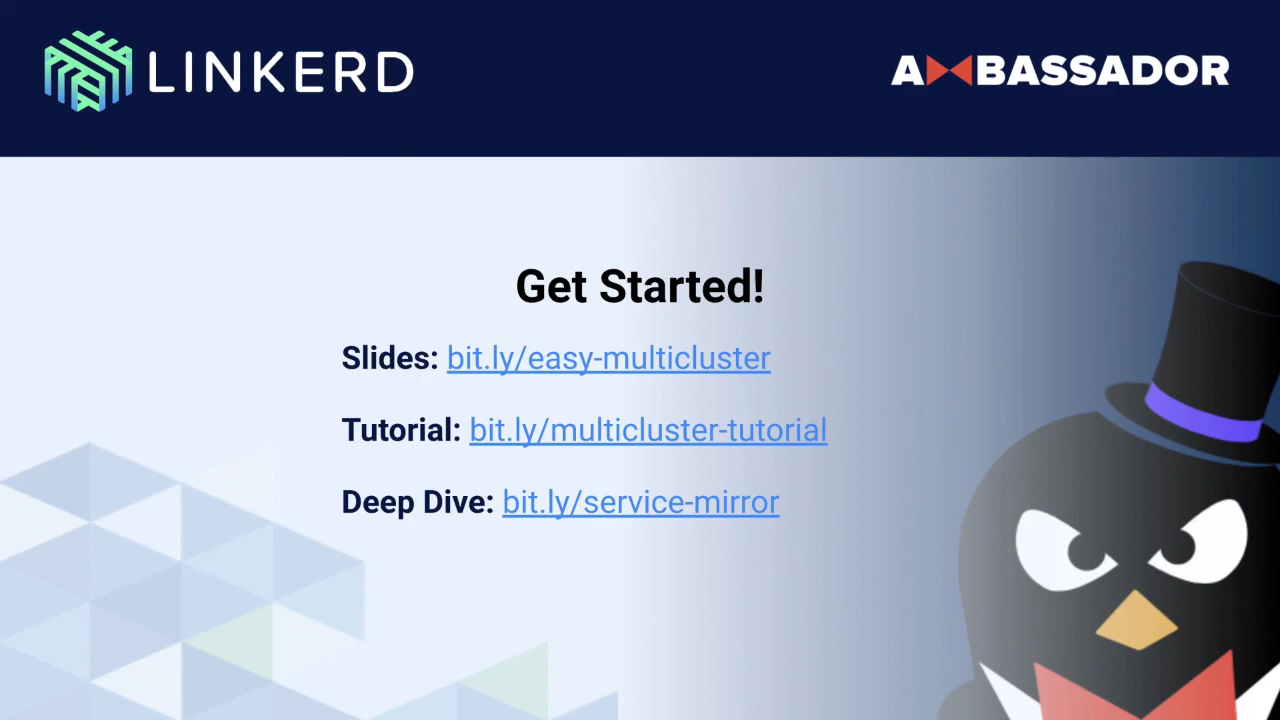 LINKERD
AMBASSADOR
Get Started!
Slides: bit.ly/easy-multicluster
Tutorial: bit.ly/multicluster-tutorial
Deep Dive: bit.ly/service-mirror